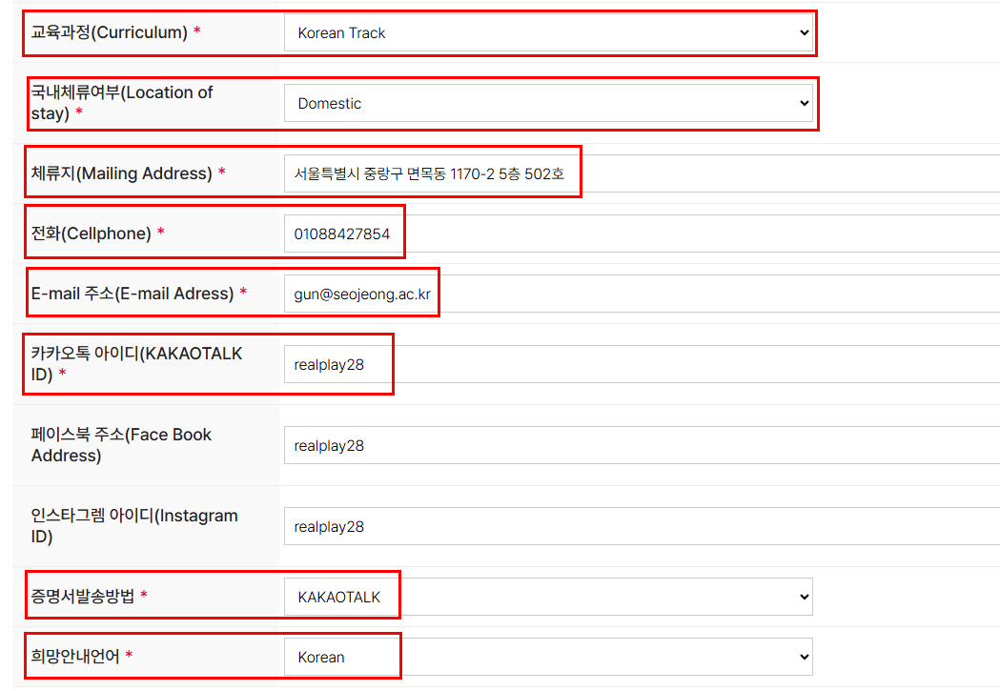 교육과정(Curriculum) * Korean Track
국내체류여부(Location of
stay) * Domestic
체류지(Mailing Address) * 서울특별시 중랑구 면목동 1170-2 5층 502호
전화(Cellphone) * 01088427854
E-mail 주소(E-mail Adress) * gun@seojeong.ac.kr
카카오톡 아이디(KAKAOTALK
ID) * realplay28
페이스북 주소(Face Book
Address) realplay28
인스타그렘 아이디(Instagram
ID) realplay28
증명서발송방법 * KAKAOTALK
희망안내언어 * Korean